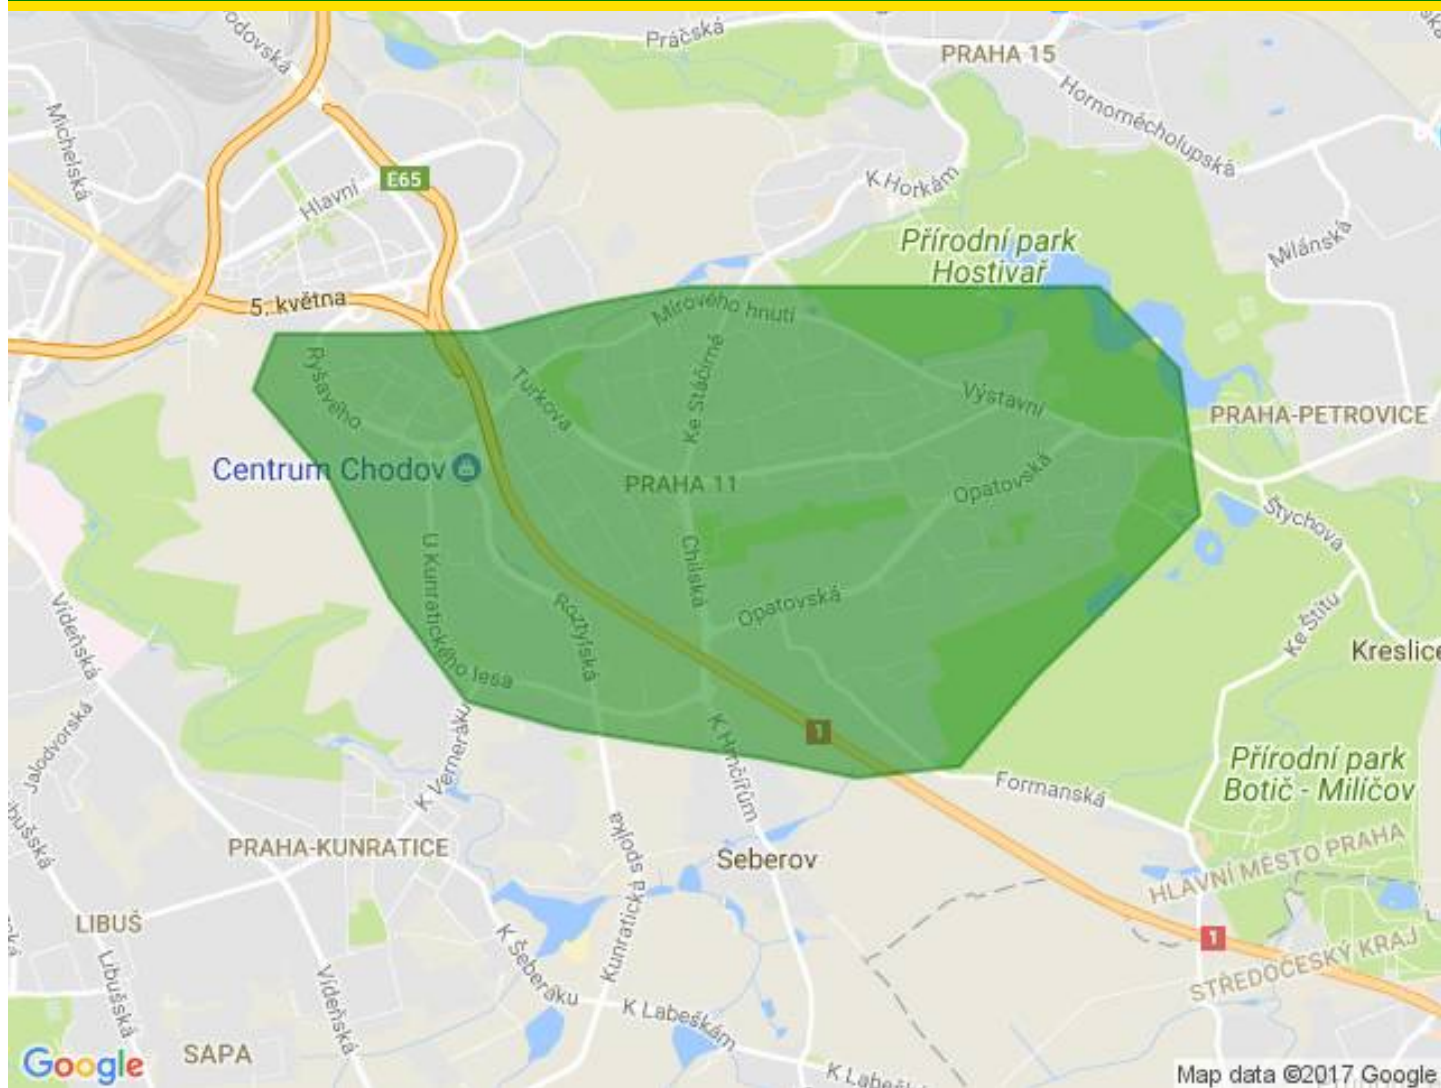 Práčská
PRAHA 15
Hornoměcholupská
Michelská
E65
K Horkám
Hlavní
Přírodní park
Hostivař
Milánská
5. května
Mírového hnutí
Ryšavého
Turkova
Ke Stáčírně
Výstavní
PRAHA-PETROVICE
Centrum Chodov
PRAHA 11
Opatovská
Štychova
U Kunratického lesa
Chilská
Roztylská
Opatovská
Vídeňská
Ke Štítu
Kreslice
Jalodvorská
K Verneráku
K Hrnčířům
1
Formanská
Přírodní park
Botič - Milíčov
PRAHA-KUNRATICE
Kunratická spojka
Seberov
HLAVNÍ MĚSTO PRAHA
LIBUŠ
K Šeberáku
1
STŘEDOČESKÝ KRAJ
Libušská
Vídeňská
K Labeškám
SAPA
Google
Map data ©2017 Google